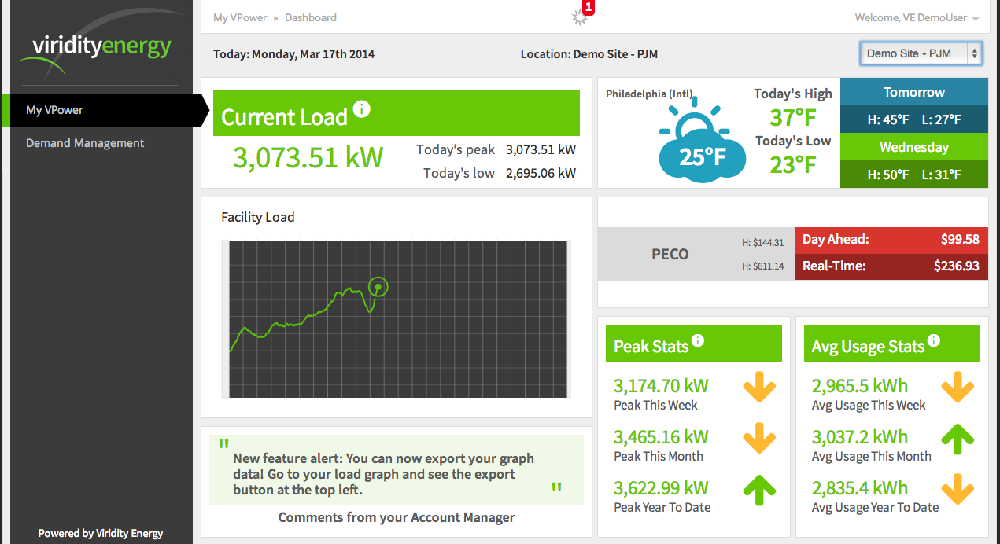 viridityenergy
My VPower
Demand Management
Powered by Viridity Energy
My VPower » Dashboard
1
Welcome, VE DemoUser
Today: Monday, Mar 17th 2014
Location: Demo Site - PJM
Demo Site - PJM
Current Load i
3,073.51 kW
Today's peak 3,073.51 kW
Today's low 2,695.06 kW
Philadelphia (Intl)
25°F
Today's High
37°F
Today's Low
23°F
Tomorrow
H: 45°F L: 27°F
Wednesday
H: 50°F L: 31°F
Facility Load
PECO
H: $144.31
H: $611.14
Day Ahead: $99.58
Real-Time: $236.93
"
New feature alert: You can now export your graph
data! Go to your load graph and see the export
button at the top left.
"
Comments from your Account Manager
Peak Stats i
3,174.70 kW
Peak This Week
3,465.16 kW
Peak This Month
3,622.99 kW
Peak Year To Date
Avg Usage Stats i
2,965.5 kWh
Avg Usage This Week
3,037.2 kWh
Avg Usage This Month
2,835.4 kWh
Avg Usage Year To Date